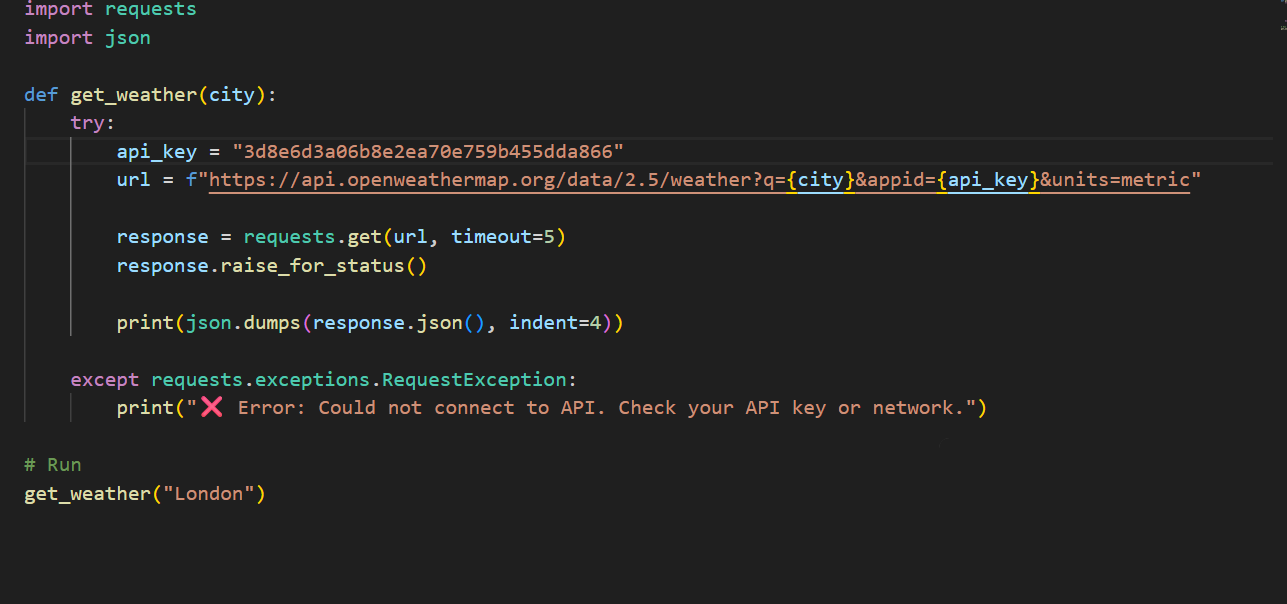 import requests
import json
def get_weather(city):
    try:
        api_key = "3d8e6d3a06b8e2ea70e759b455dda866"
        url = f"https://api.openweathermap.org/data/2.5/weather?q={city}&appid={api_key}&units=metric"
        response = requests.get(url, timeout=5)
        response.raise_for_status()
        print(json.dumps(response.json(), indent=4))
    except requests.exceptions.RequestException:
        print("❌ Error: Could not connect to API. Check your API key or network.")
# Run
get_weather("London")